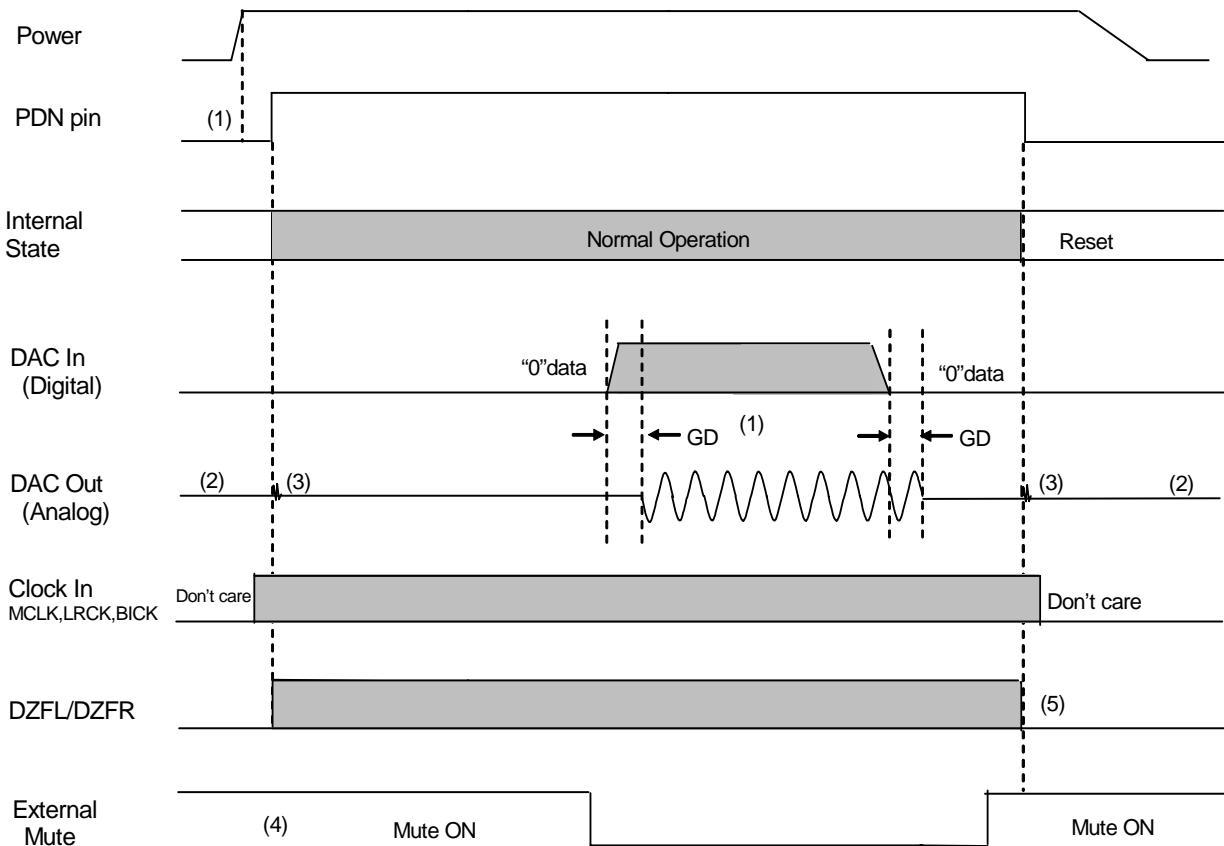 Power
PDN pin
(1)
Internal
State
Normal Operation
Reset
DAC In
(Digital)
“0”data
“0”data
(1)
GD
GD
DAC Out
(Analog)
(2)
(3)
(3)
(2)
Clock In
MCLK,LRCK,BICK
Don’t care
Don’t care
DZFL/DZFR
(5)
External
Mute
(4)
Mute ON
Mute ON